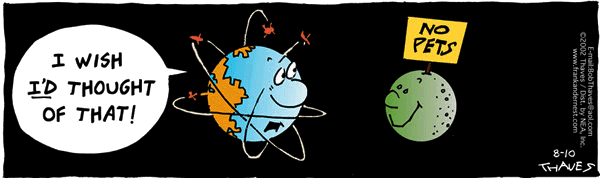 I WISH
I'D THOUGHT
OF THAT!
NO
PETS
www.frankandernest.com
©2002 Thaves / Dist. by NEA, Inc.
E-mail:BobThaves@aol.com
8-10
THAVES